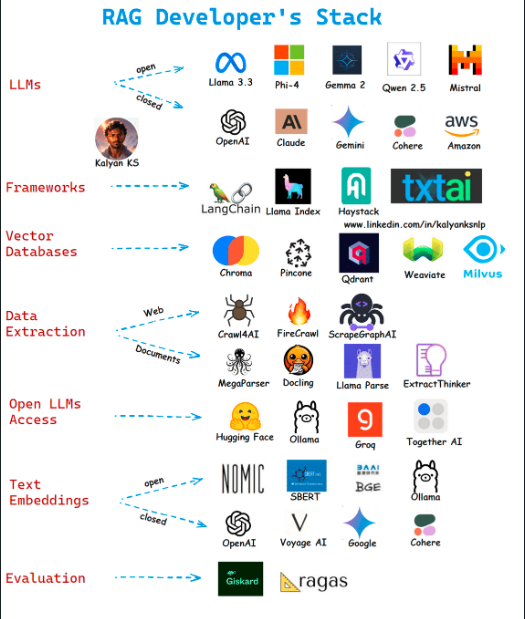 RAG Developer's Stack
LLMs
open
closed
Llama 3.3
Phi-4
Gemma 2
Qwen 2.5
Mistral
OpenAI
Claude
Gemini
Cohere
aws
Amazon
Kalyan KS
Frameworks
LangChain
Llama Index
Haystack
txtai
www.linkedin.com/in/kalyanksnlp
Vector
Databases
Chroma
Pincone
Qdrant
Weaviate
Milvus
Data
Extraction
Web
Documents
Crawl4AI
FireCrawl
ScrapeGraphAI
MegaParser
Docling
Llama Parse
ExtractThinker
Open LLMs
Access
Hugging Face
Ollama
Groq
Together AI
Text
Embeddings
open
closed
NOMIC
SBERT
BAAI
BGE
Ollama
OpenAI
Voyage AI
Google
Cohere
Evaluation
Giskard
ragas